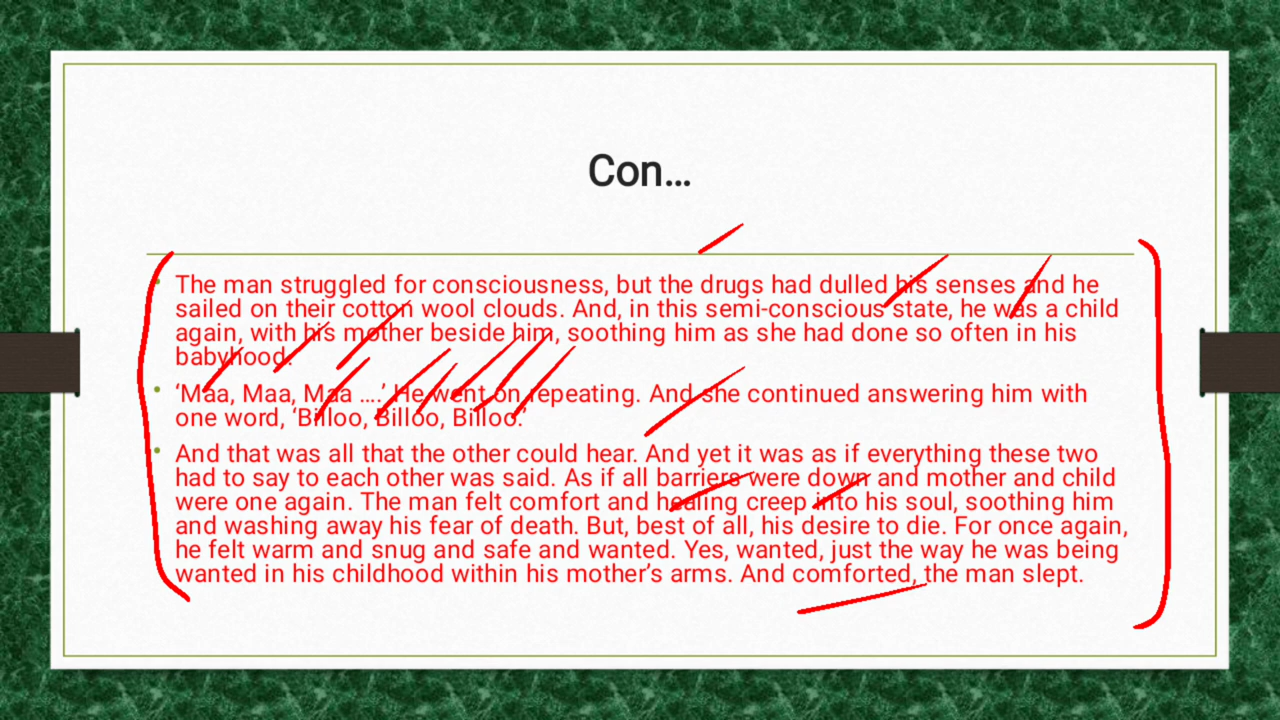 Con...
• The man struggled for consciousness, but the drugs had dulled his senses and he
sailed on their cotton wool clouds. And, in this semi-conscious state, he was a child
again, with his mother beside him, soothing him as she had done so often in his
babyhood.
• ‘Maa, Maa, Maa ....’ He went on repeating. And she continued answering him with
one word, ‘Billoo, Billoo, Billoo.’
• And that was all that the other could hear. And yet it was as if everything these two
had to say to each other was said. As if all barriers were down and mother and child
were one again. The man felt comfort and healing creep into his soul, soothing him
and washing away his fear of death. But, best of all, his desire to die. For once again,
he felt warm and snug and safe and wanted. Yes, wanted, just the way he was being
wanted in his childhood within his mother’s arms. And comforted, the man slept.